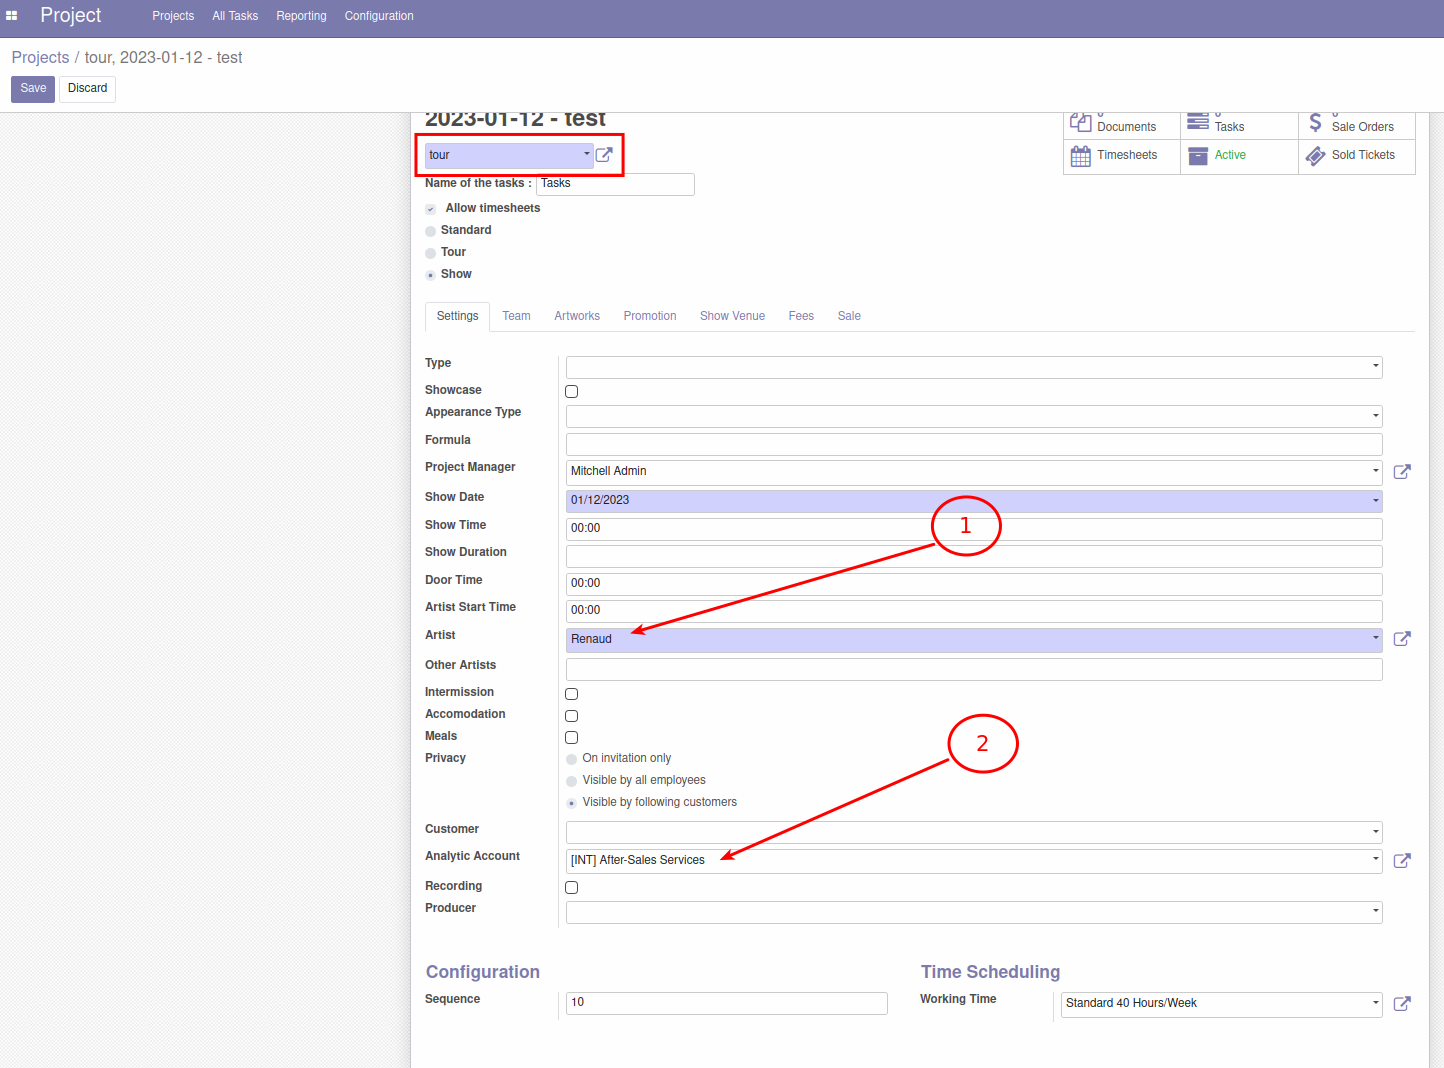 Project Projects All Tasks Reporting Configuration
Projects / tour, 2023-01-12 - test
Save Discard
2023-01-12 - test
Documents Tasks Sale Orders
tour
Timesheets Active Sold Tickets
Name of the tasks : Tasks
Allow timesheets
Standard
Tour
Show
Settings Team Artworks Promotion Show Venue Fees Sale
Type
Showcase
Appearance Type
Formula
Project Manager Mitchell Admin
Show Date 01/12/2023
Show Time 00:00
1
Show Duration
Door Time 00:00
Artist Start Time 00:00
Artist Renaud
Other Artists
Intermission
Accomodation
Meals
2
Privacy On invitation only
Visible by all employees
Visible by following customers
Customer
Analytic Account [INT] After-Sales Services
Recording
Producer
Configuration Time Scheduling
Sequence 10 Working Time Standard 40 Hours/Week